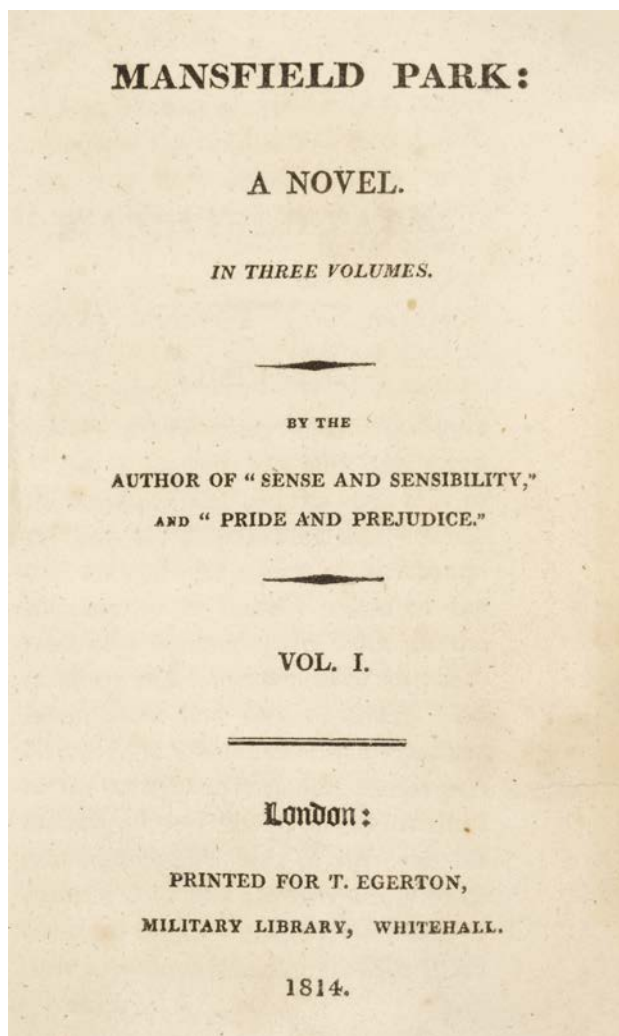 MANSFIELD PARK:
A NOVEL.
IN THREE VOLUMES.
BY THE
AUTHOR OF “ SENSE AND SENSIBILITY,”
AND “ PRIDE AND PREJUDICE.”
VOL. I.
London:
PRINTED FOR T. EGERTON,
MILITARY LIBRARY, WHITEHALL.
1814.